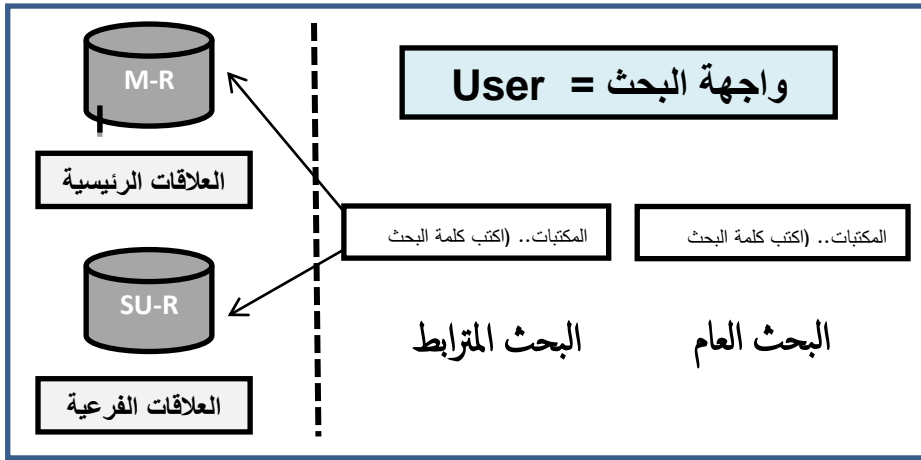 واجهة البحث = User
M-R
العلاقات الرئيسية
المكتبات.. (اكتب كلمة البحث
المكتبات.. (اكتب كلمة البحث
SU-R
البحث العام
البحث المترابط
العلاقات الفرعية